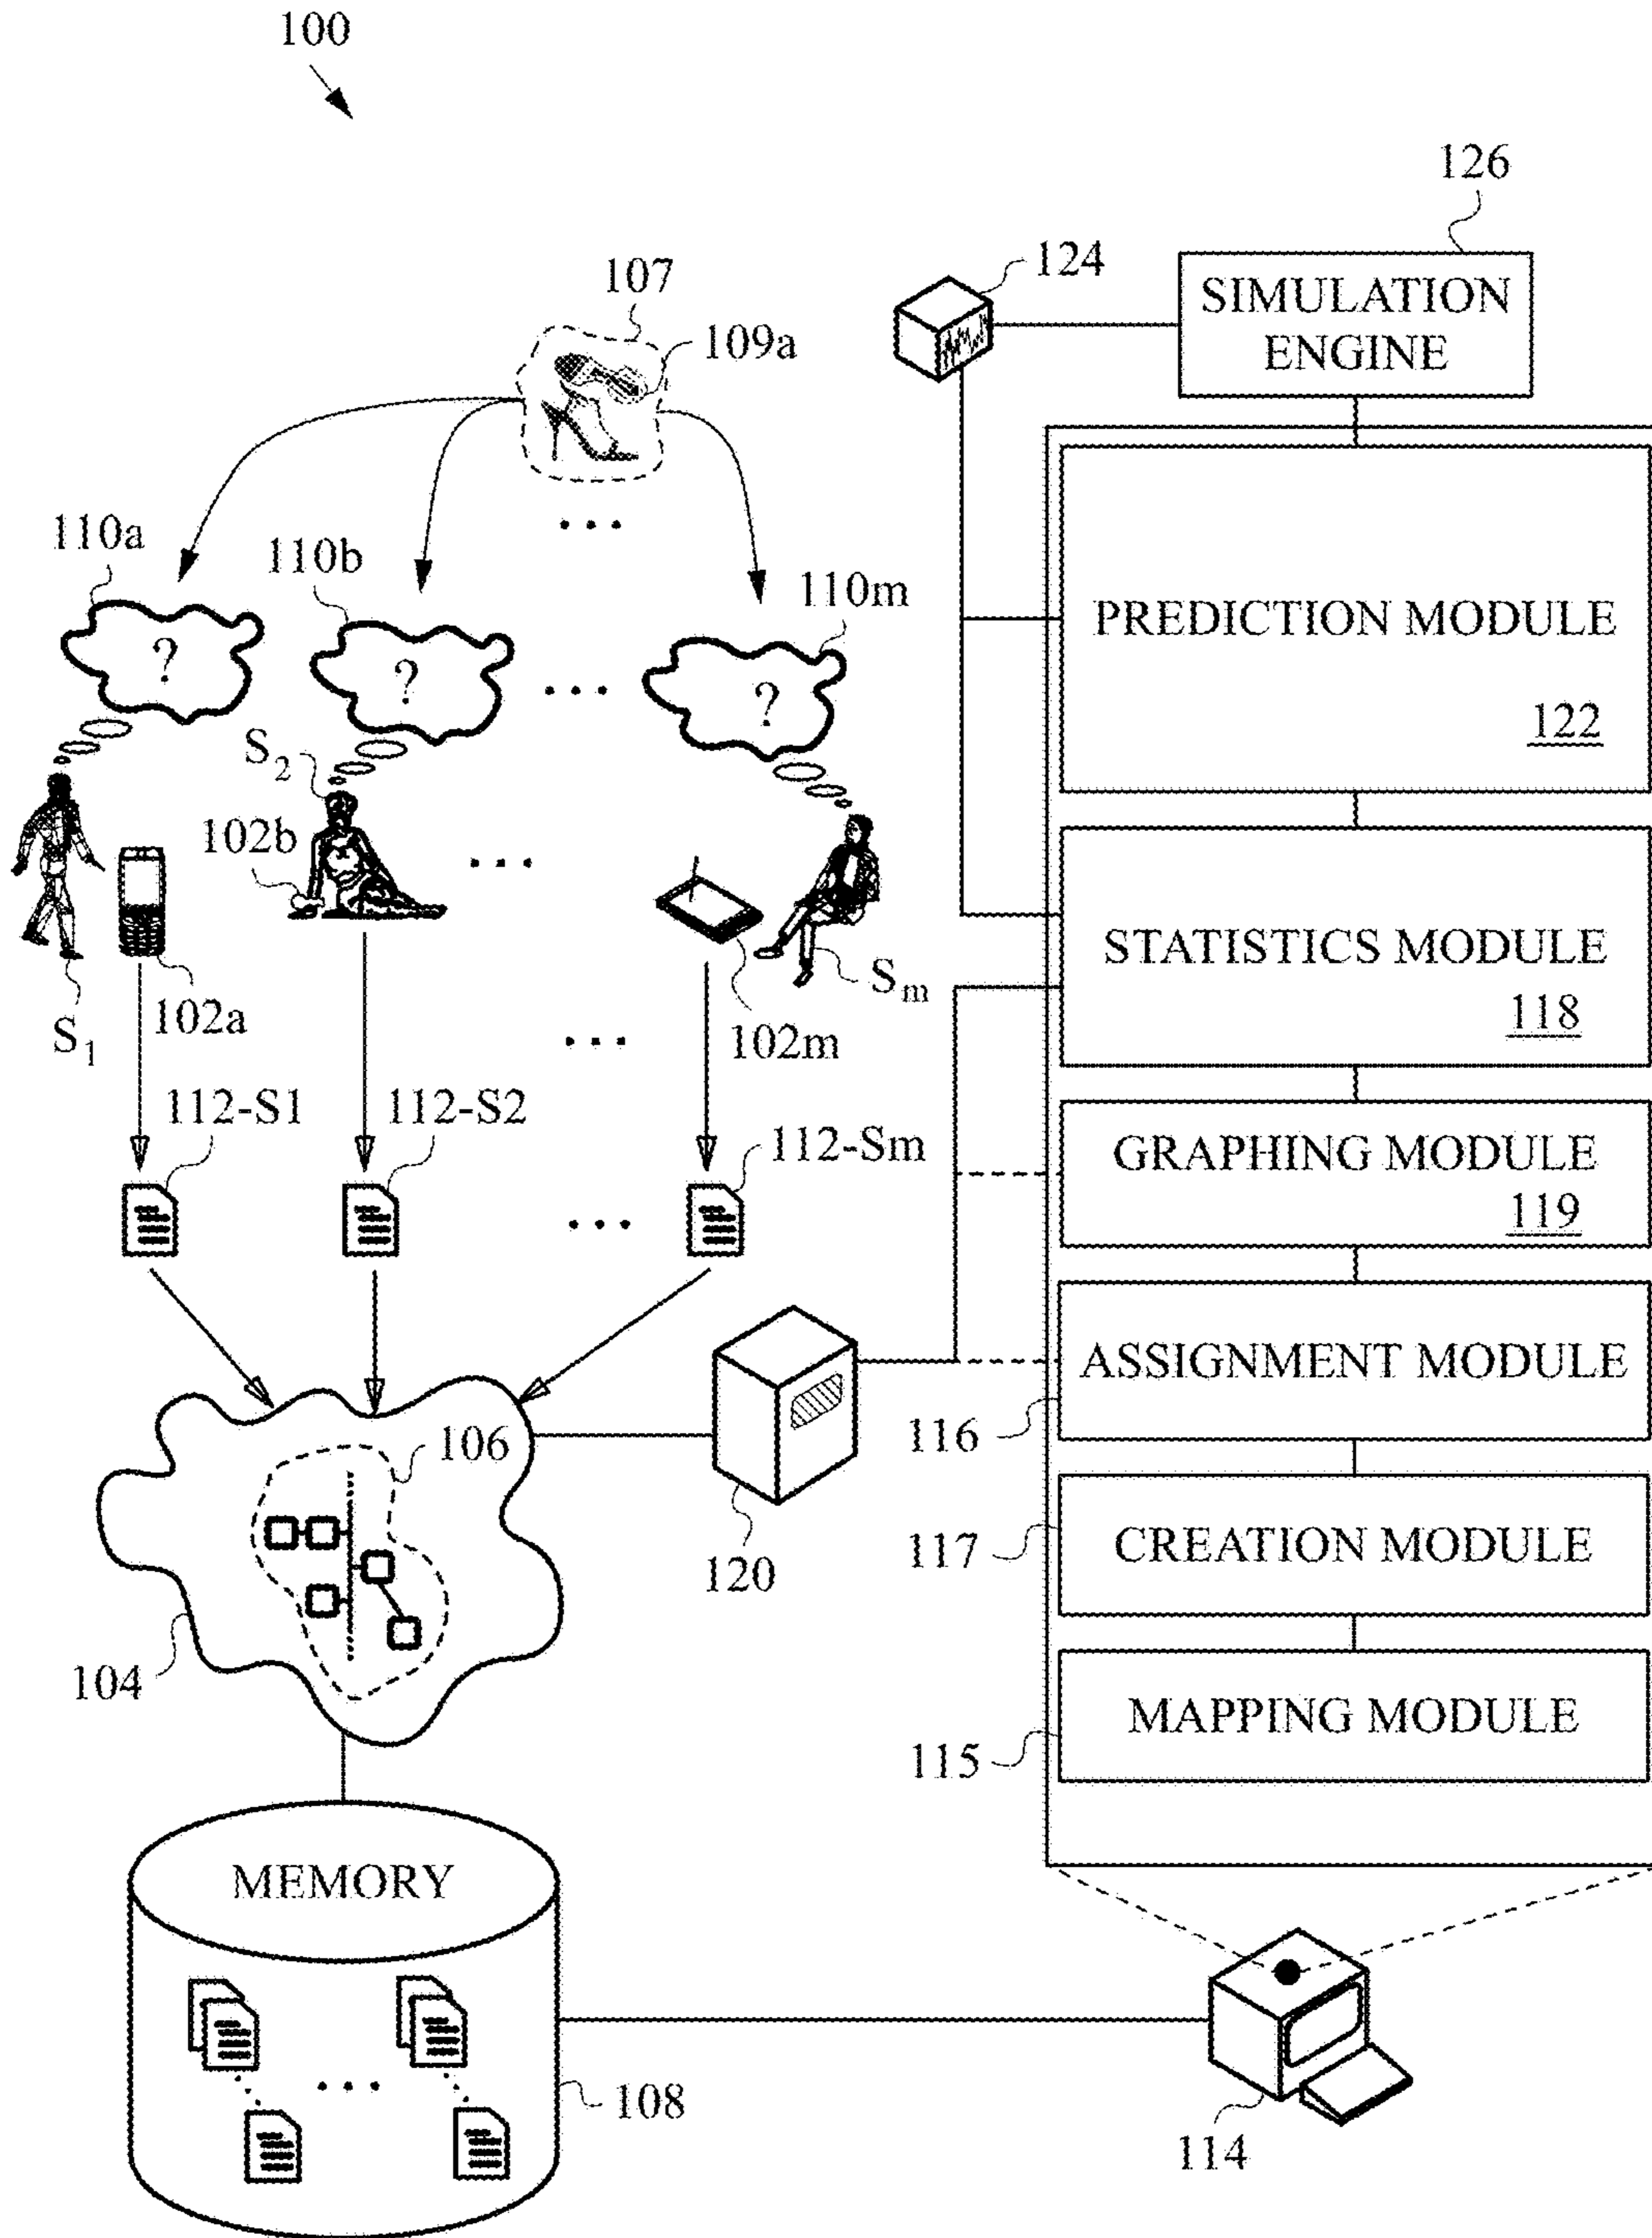 100
126
124
SIMULATION
ENGINE
107
109a
110a
110b
110m
?
?
?
PREDICTION MODULE
122
S2
102b
S1
102a
102m
Sm
STATISTICS MODULE
118
112-S1
112-S2
112-Sm
GRAPHING MODULE
119
ASSIGNMENT MODULE
116
106
120
117
CREATION MODULE
104
115
MAPPING MODULE
MEMORY
108
114